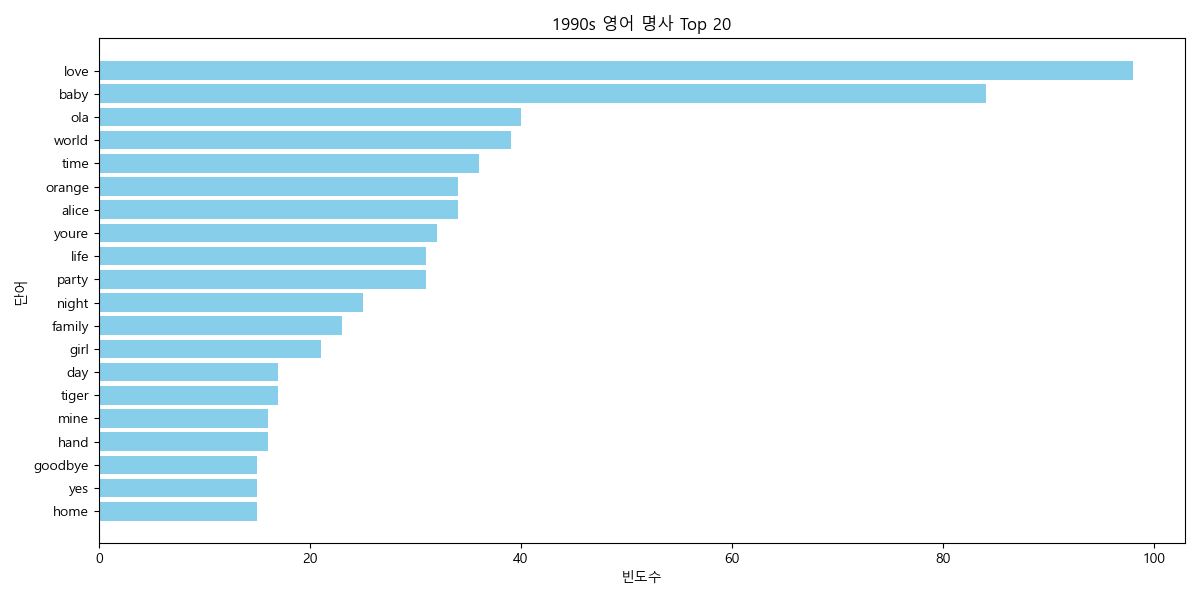 1990s 영어 명사 Top 20
love
baby
ola
world
time
orange
alice
youre
life
party
night
family
girl
day
tiger
mine
hand
goodbye
yes
home
단어
0 20 40 60 80 100
빈도수